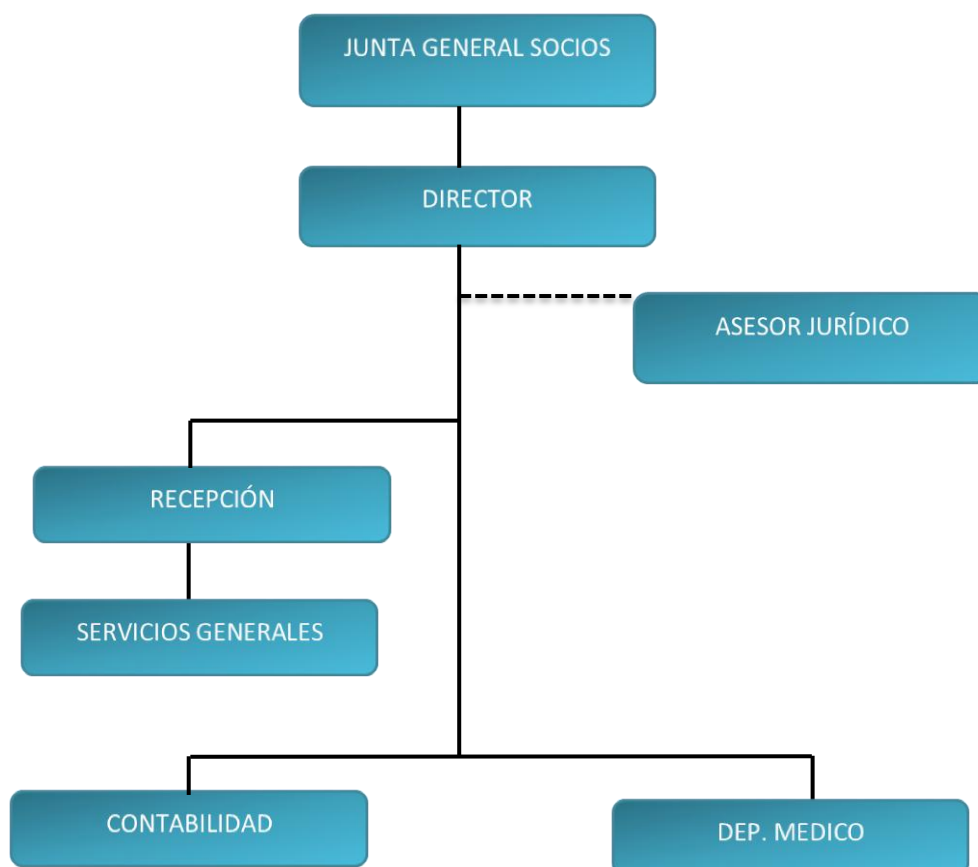 JUNTA GENERAL SOCIOS
DIRECTOR
ASESOR JURÍDICO
RECEPCIÓN
SERVICIOS GENERALES
CONTABILIDAD
DEP. MEDICO